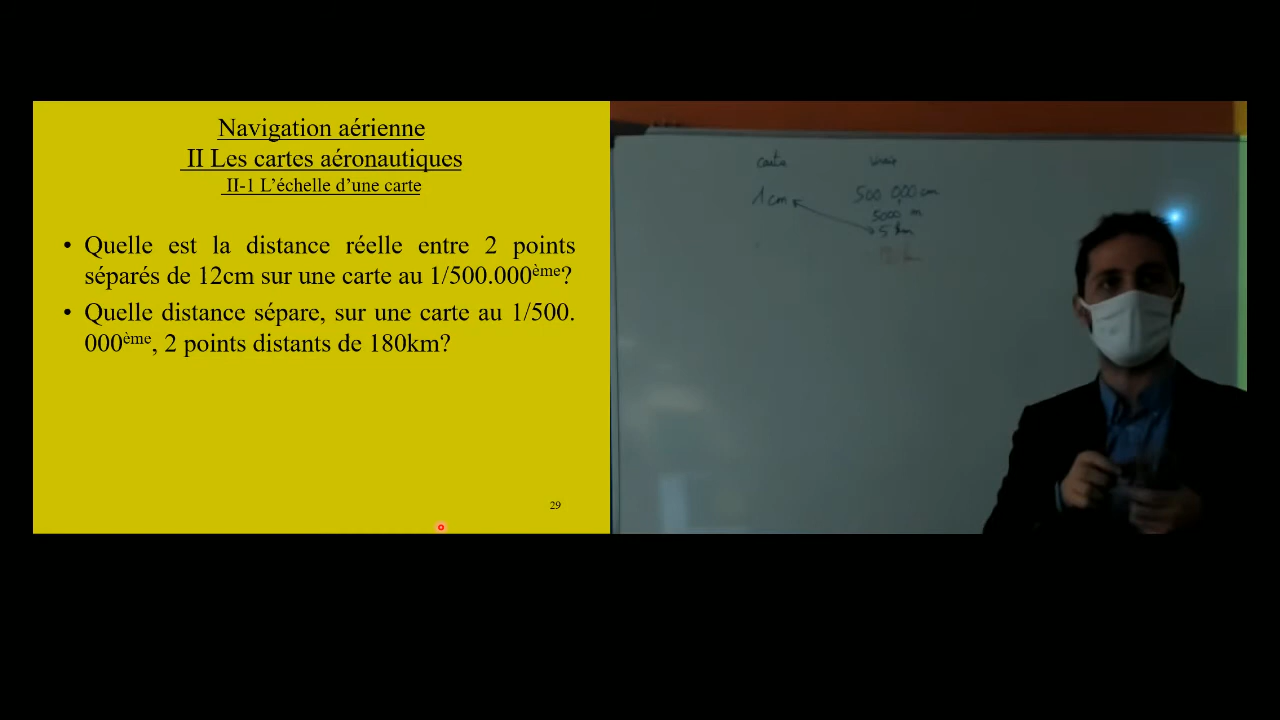 Navigation aérienne
II Les cartes aéronautiques
II-1 L’échelle d’une carte
• Quelle est la distance réelle entre 2 points
séparés de 12cm sur une carte au 1/500.000ème?
• Quelle distance sépare, sur une carte au 1/500.
000ème, 2 points distants de 180km?
29
carte
1 cm
500 000 cm
5000 m
5 km